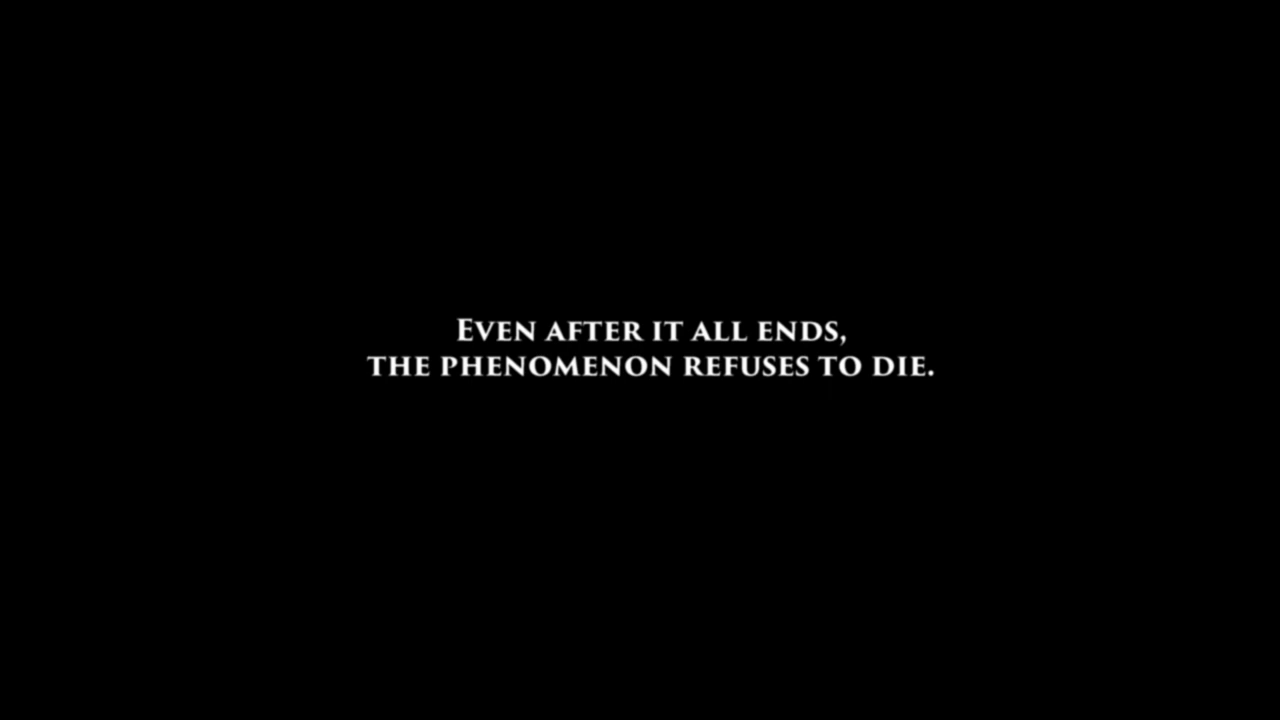 Even after it all ends,
the phenomenon refuses to die.